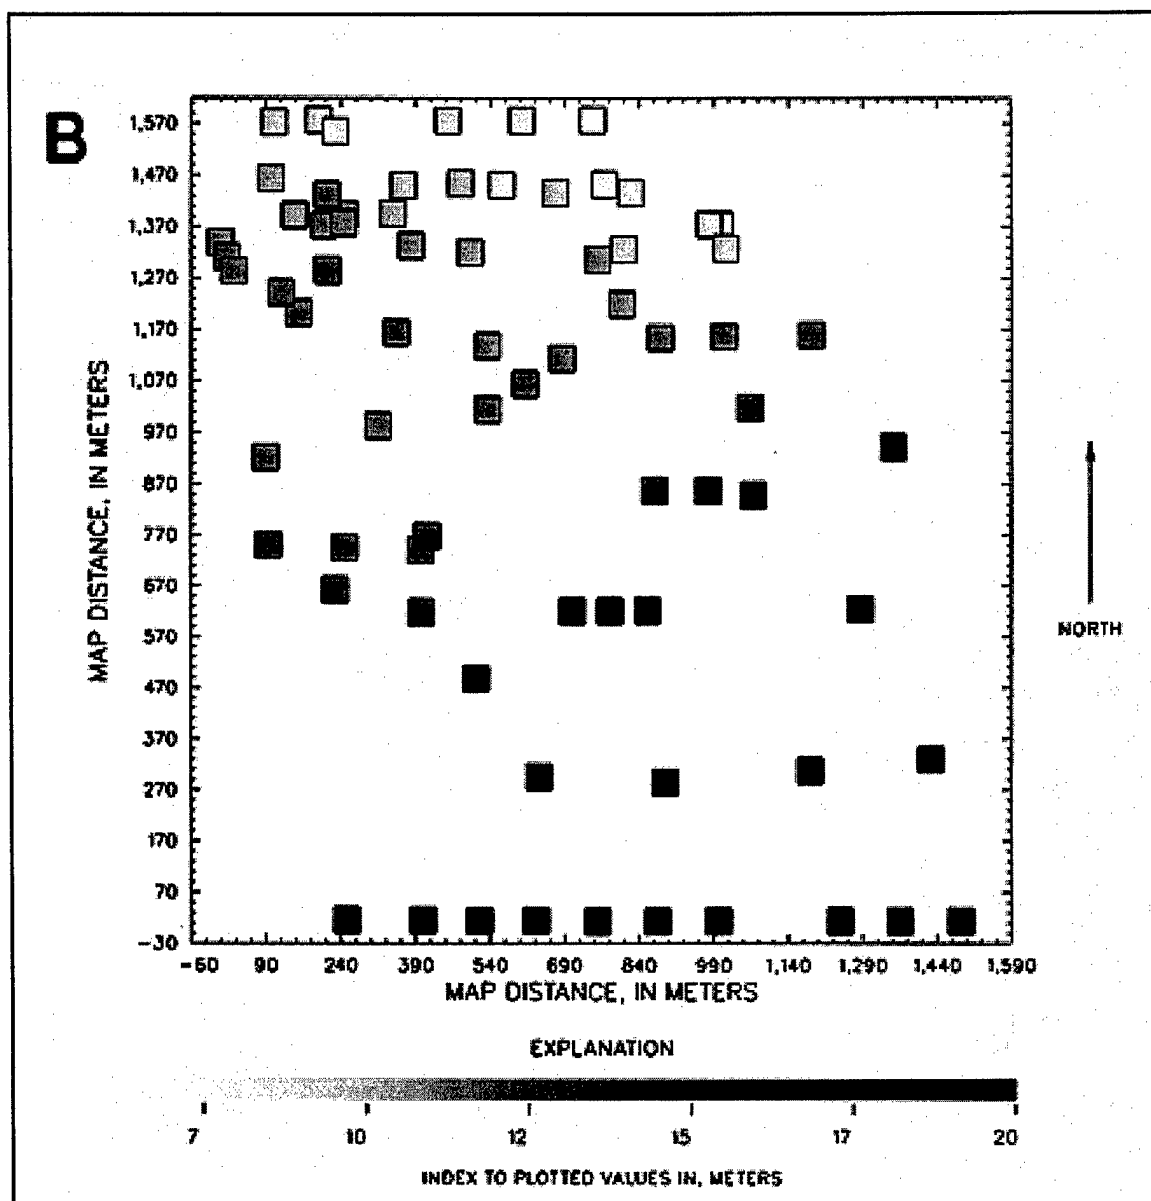 B
1,570
1,470
1,370
1,270
1,170
1,070
970
870
770
670
570
470
370
270
170
70
-30
MAP DISTANCE, IN METERS
-60 90 240 390 540 690 840 990 1,140 1,290 1,440 1,590
MAP DISTANCE, IN METERS
NORTH
EXPLANATION
7 10 12 15 17 20
INDEX TO PLOTTED VALUES IN, METERS